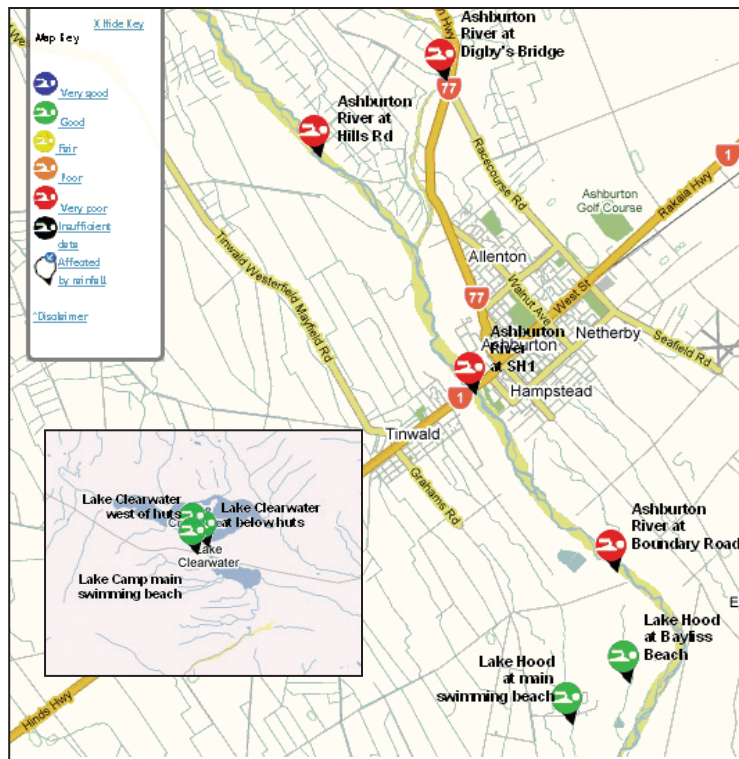 X Hide Key
Map Key
Very good
Good
Fair
Poor
Very poor
Insufficient
data
Affected
by rainfall
^Disclaimer
Ashburton
River at
Digby's Bridge
Hwy
77
Ashburton
River at
Hills Rd
Racecourse Rd
1
Rakaia Hwy
Ashburton
Golf Course
Tinwald Westerfield Mayfield Rd
Allenton
77
Walnut Ave
West St
Netherby
Seafield Rd
Ashburton
River
at SH1
Ashburton
Hampstead
1
Tinwald
Grahams Rd
Lake Clearwater
west of huts
Lake Clearwater
at below huts
Lake
Clearwater
Lake Camp main
swimming beach
Hinds Hwy
Ashburton
River at
Boundary Road
E
Lake Hood
at Bayliss
Beach
Lake Hood
at main
swimming beach